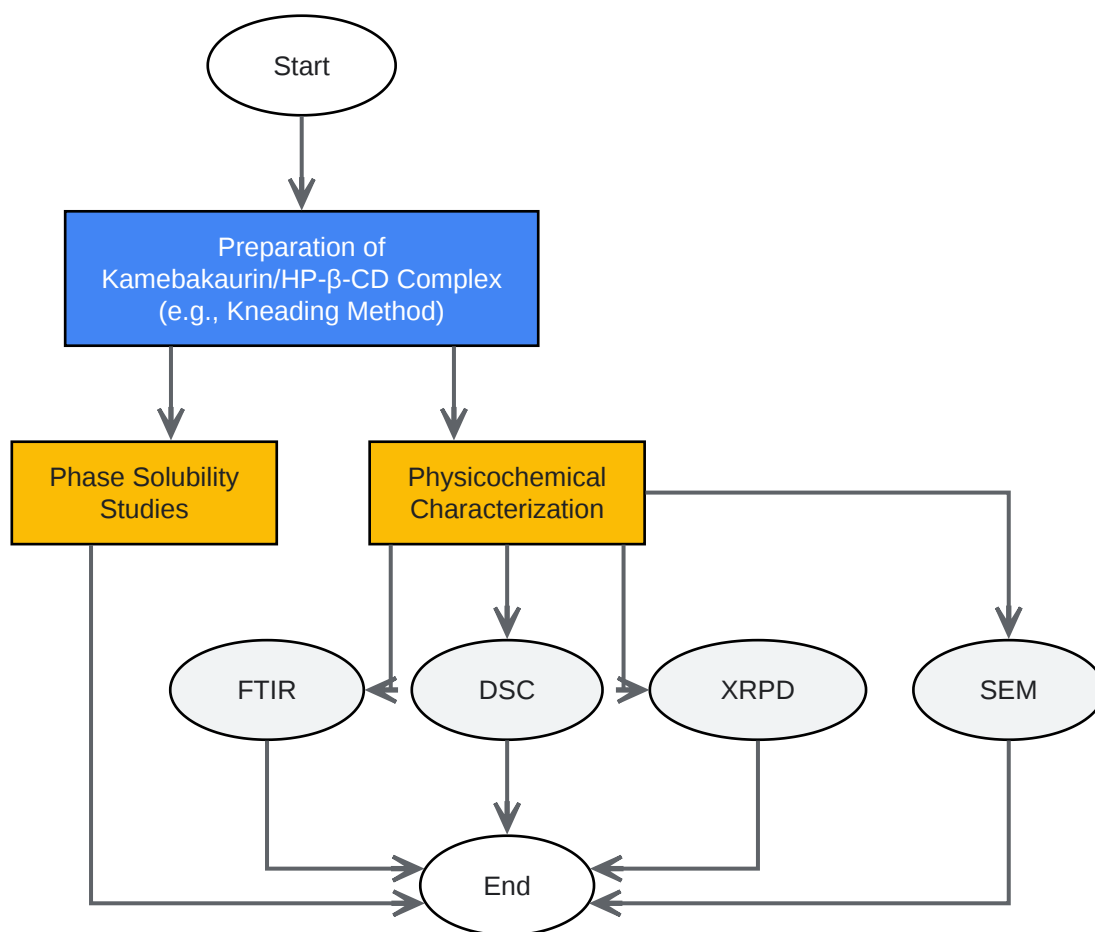 Start
Preparation of
Kamebakaurin/HP-β-CD Complex
(e.g., Kneading Method)
Phase Solubility
Studies
Physicochemical
Characterization
FTIR
DSC
XRPD
SEM
End